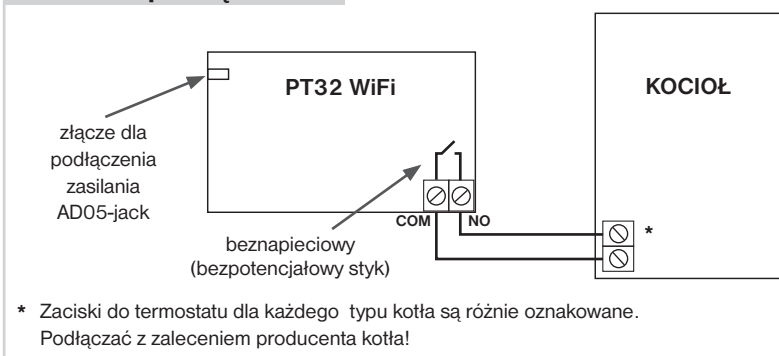 PT32 WiFi
KOCIOŁ
złącze dla
podłączenia
zasilania
AD05-jack
COM
NO
*
beznapieciowy
(bezpotencjałowy styk)
* Zaciski do termostatu dla każdego typu kotła są różnie oznakowane.
Podłączać z zaleceniem producenta kotła!